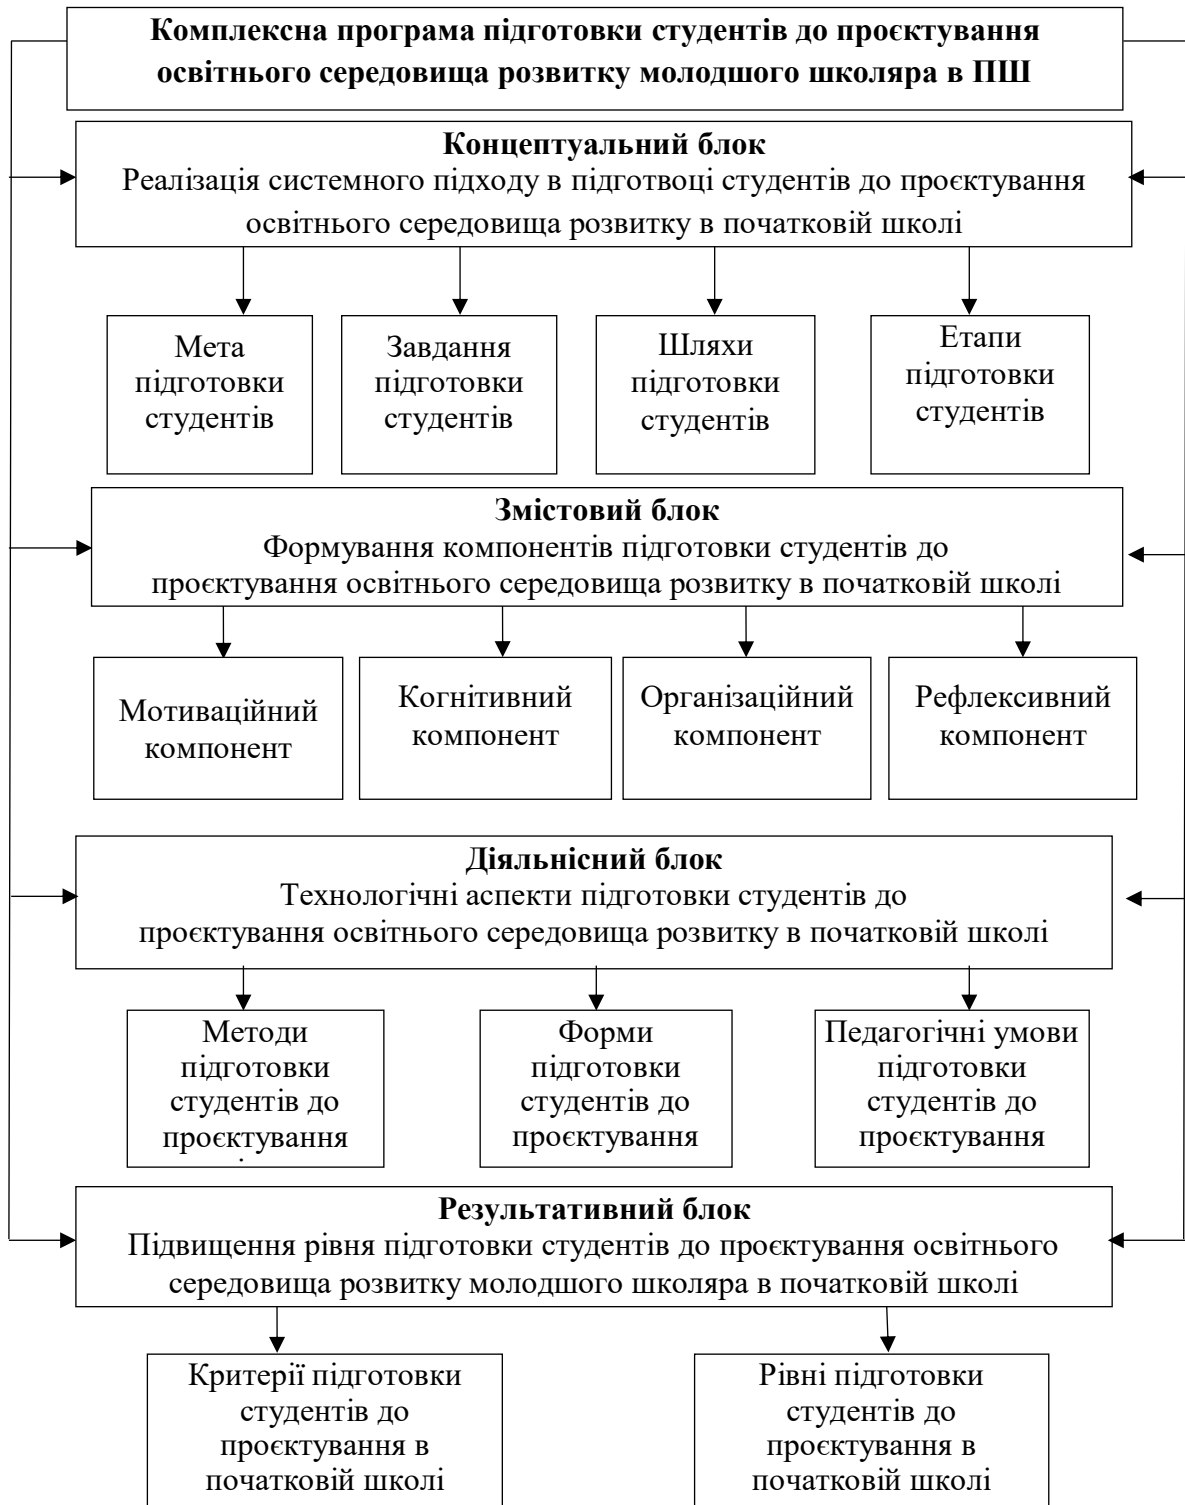 Комплексна програма підготовки студентів до проєктування
освітнього середовища розвитку молодшого школяра в ПШ
Концептуальний блок
Реалізація системного підходу в підготвоці студентів до проєктування
освітнього середовища розвитку в початковій школі
Мета
підготовки
студентів
Завдання
підготовки
студентів
Шляхи
підготовки
студентів
Етапи
підготовки
студентів
Змістовий блок
Формування компонентів підготовки студентів до
проєктування освітнього середовища розвитку в початковій школі
Мотиваційний
компонент
Когнітивний
компонент
Організаційний
компонент
Рефлексивний
компонент
Діяльнісний блок
Технологічні аспекти підготовки студентів до
проєктування освітнього середовища розвитку в початковій школі
Методи
підготовки
студентів до
проєктування
Форми
підготовки
студентів до
проєктування
Педагогічні умови
підготовки
студентів до
проєктування
Результативний блок
Підвищення рівня підготовки студентів до проєктування освітнього
середовища розвитку молодшого школяра в початковій школі
Критерії підготовки
студентів до
проєктування в
початковій школі
Рівні підготовки
студентів до
проєктування в
початковій школі